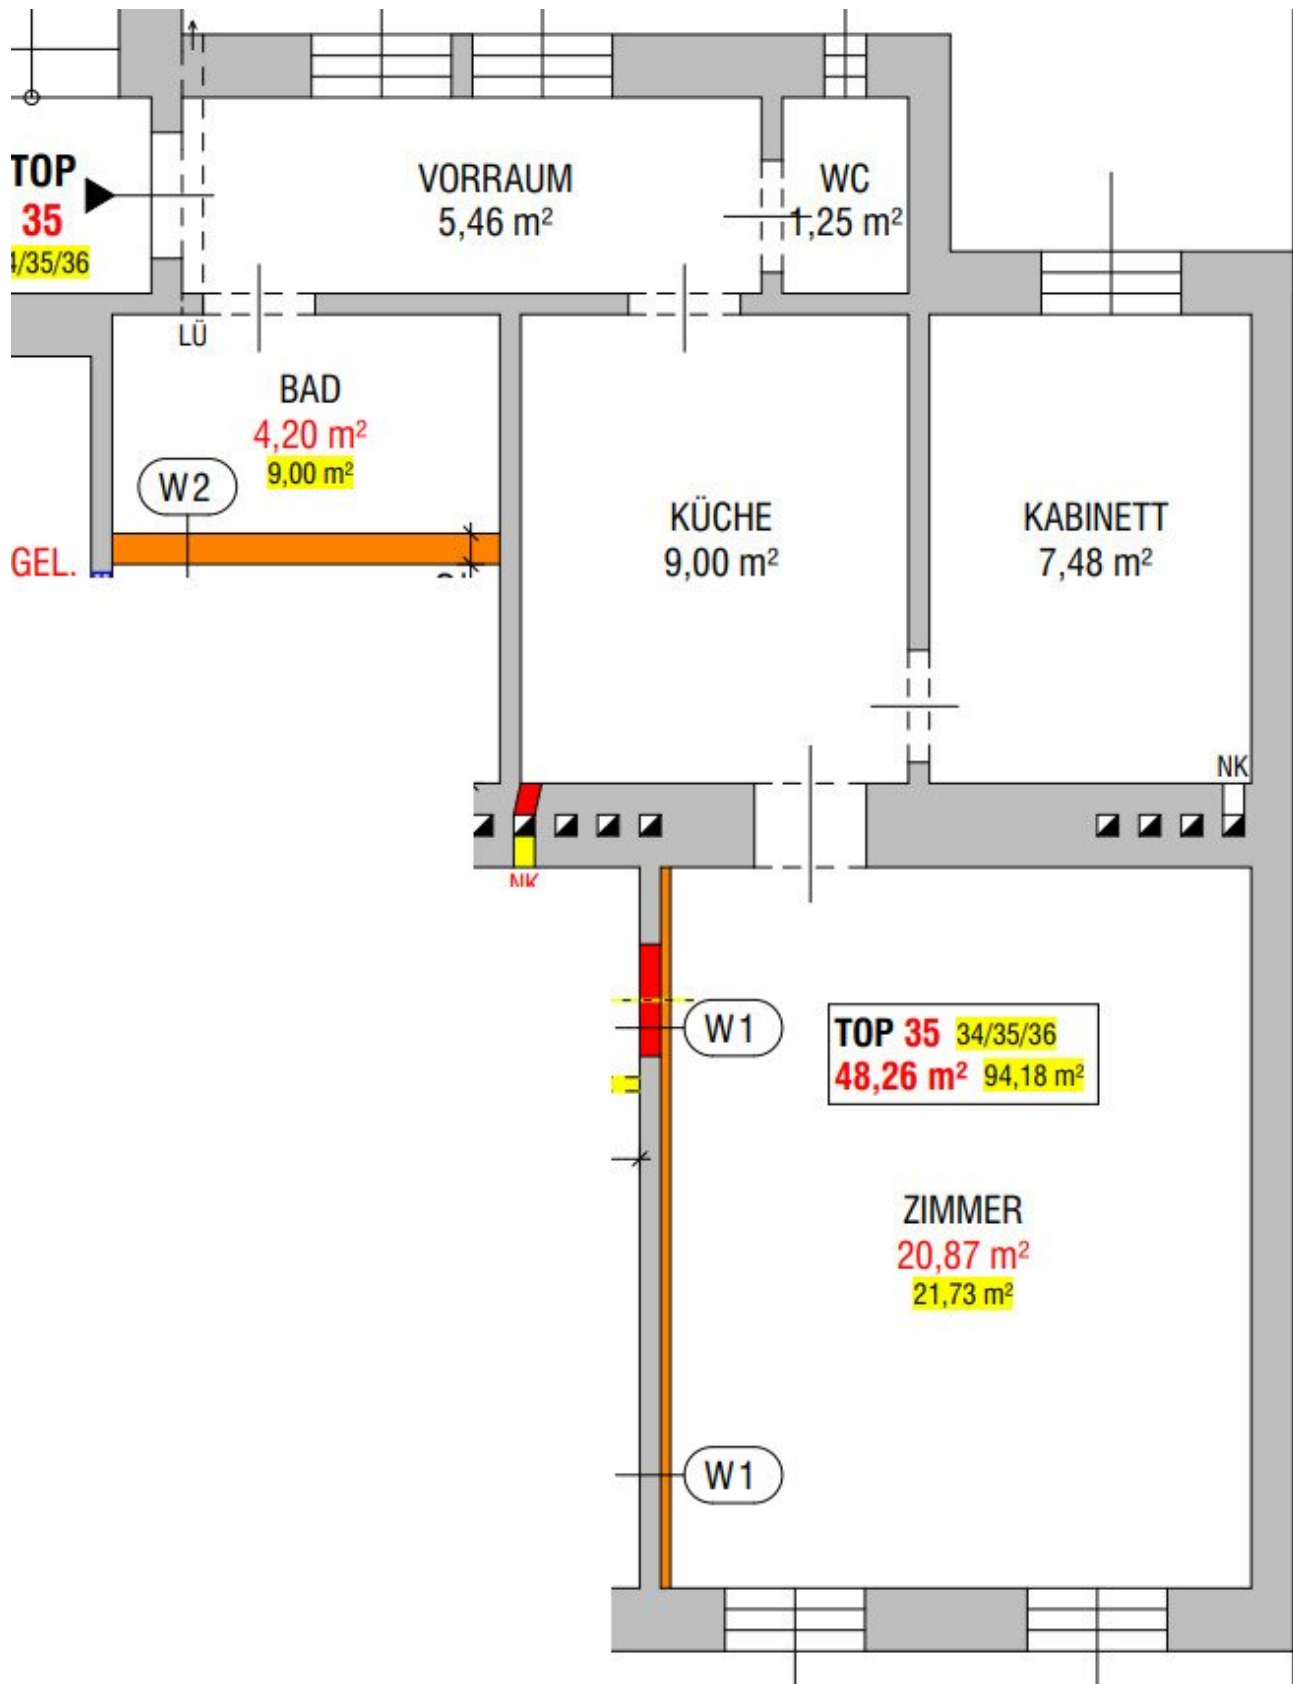 TOP
35
4/35/36
VORRAUM
5,46 m²
WC
1,25 m²
LÜ
BAD
4,20 m²
9,00 m²
W2
GEL.
KÜCHE
9,00 m²
KABINETT
7,48 m²
NK
NK
W1
TOP 35 34/35/36
48,26 m² 94,18 m²
ZIMMER
20,87 m²
21,73 m²
W1